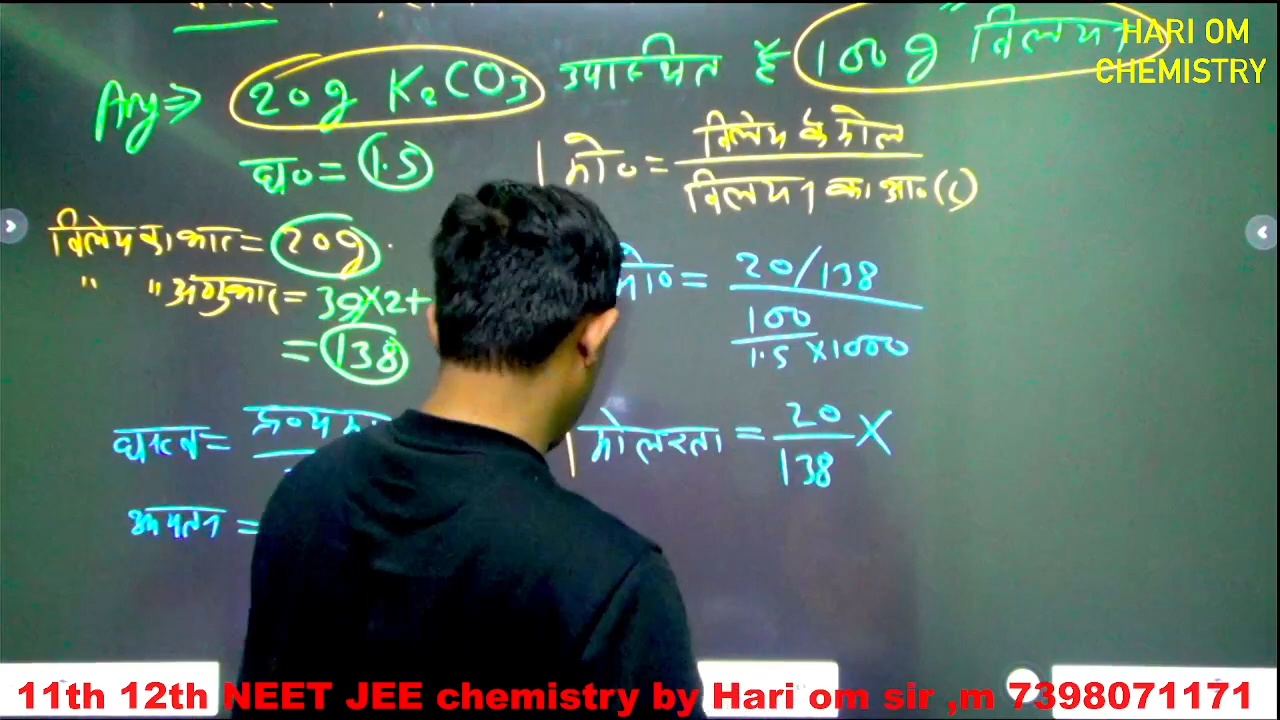 HARI OM
CHEMISTRY
Ans ⇒ 20g K₂CO₃ उपस्थित है 100g विलयन
घ० = 1.5
मो० = विलेय के मोल
विलयन का आ० (L)
विलेय का भार = 20g.
" " अणुभार = 39×2+
= 138
मो० = 20/138
100
1.5 ×1000
घनत्व =
आयतन =
मोलरता = 20 ×
138
11th 12th NEET JEE chemistry by Hari om sir ,m 7398071171